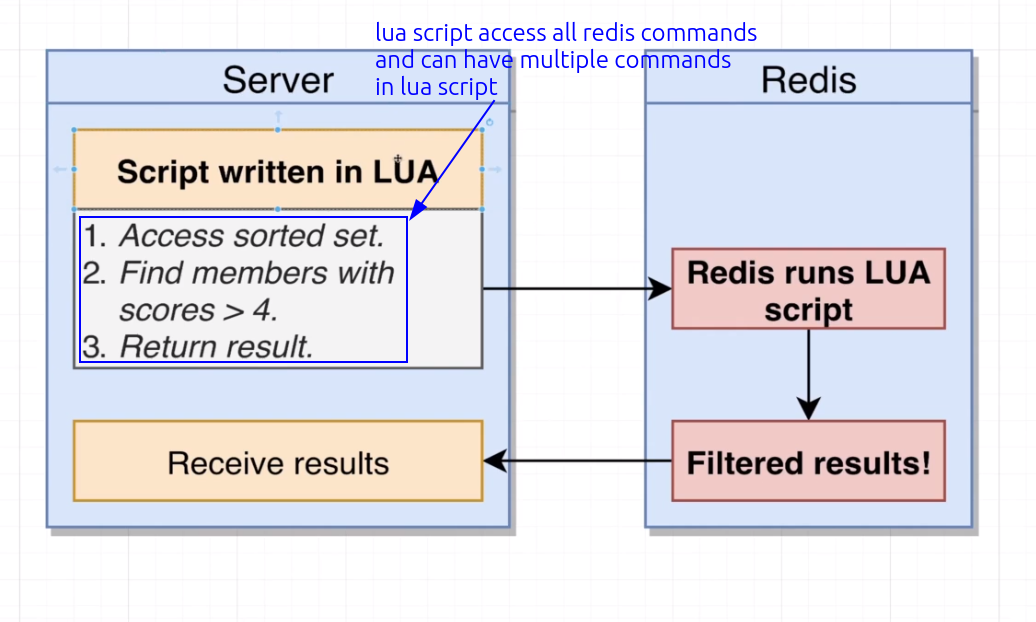 lua script access all redis commands
and can have multiple commands
in lua script
Server
Script written in LUA
1. Access sorted set.
2. Find members with
scores > 4.
3. Return result.
Receive results
Redis
Redis runs LUA
script
Filtered results!